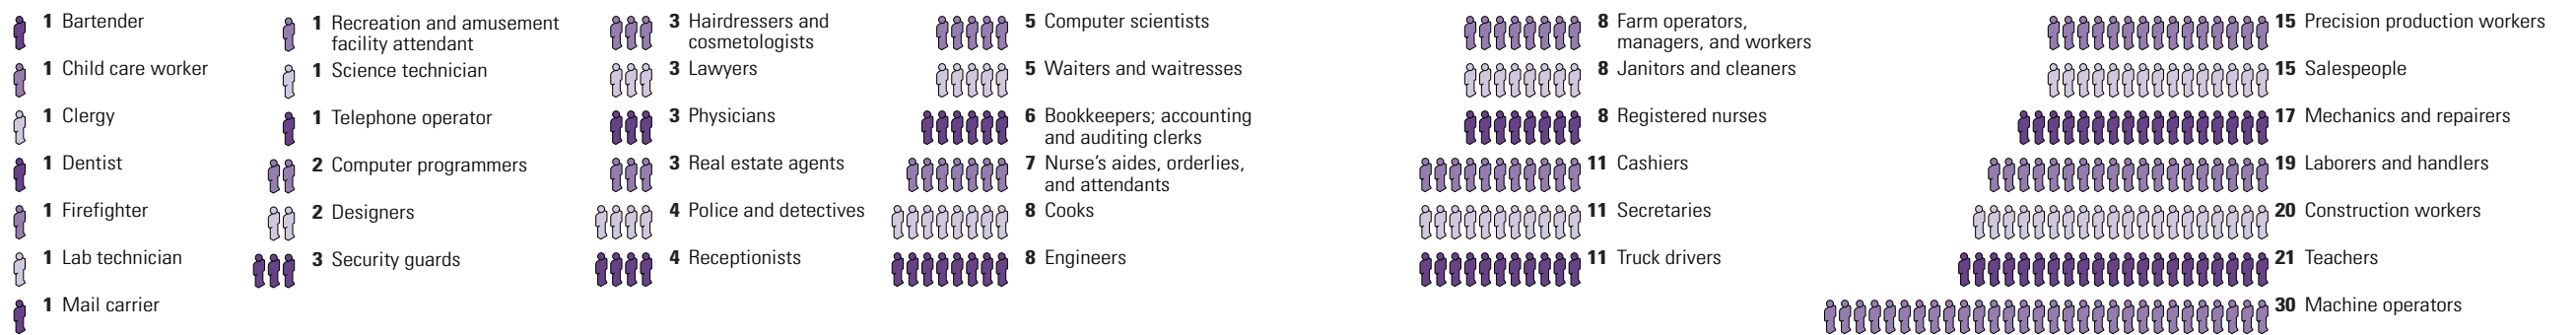 1 Bartender
1 Child care worker
1 Clergy
1 Dentist
1 Firefighter
1 Lab technician
1 Mail carrier
1 Recreation and amusement
facility attendant
1 Science technician
1 Telephone operator
2 Computer programmers
2 Designers
3 Security guards
3 Hairdressers and
cosmetologists
3 Lawyers
3 Physicians
3 Real estate agents
4 Police and detectives
4 Receptionists
5 Computer scientists
5 Waiters and waitresses
6 Bookkeepers; accounting
and auditing clerks
7 Nurse’s aides, orderlies,
and attendants
8 Cooks
8 Engineers
8 Farm operators,
managers, and workers
8 Janitors and cleaners
8 Registered nurses
11 Cashiers
11 Secretaries
11 Truck drivers
15 Precision production workers
15 Salespeople
17 Mechanics and repairers
19 Laborers and handlers
20 Construction workers
21 Teachers
30 Machine operators